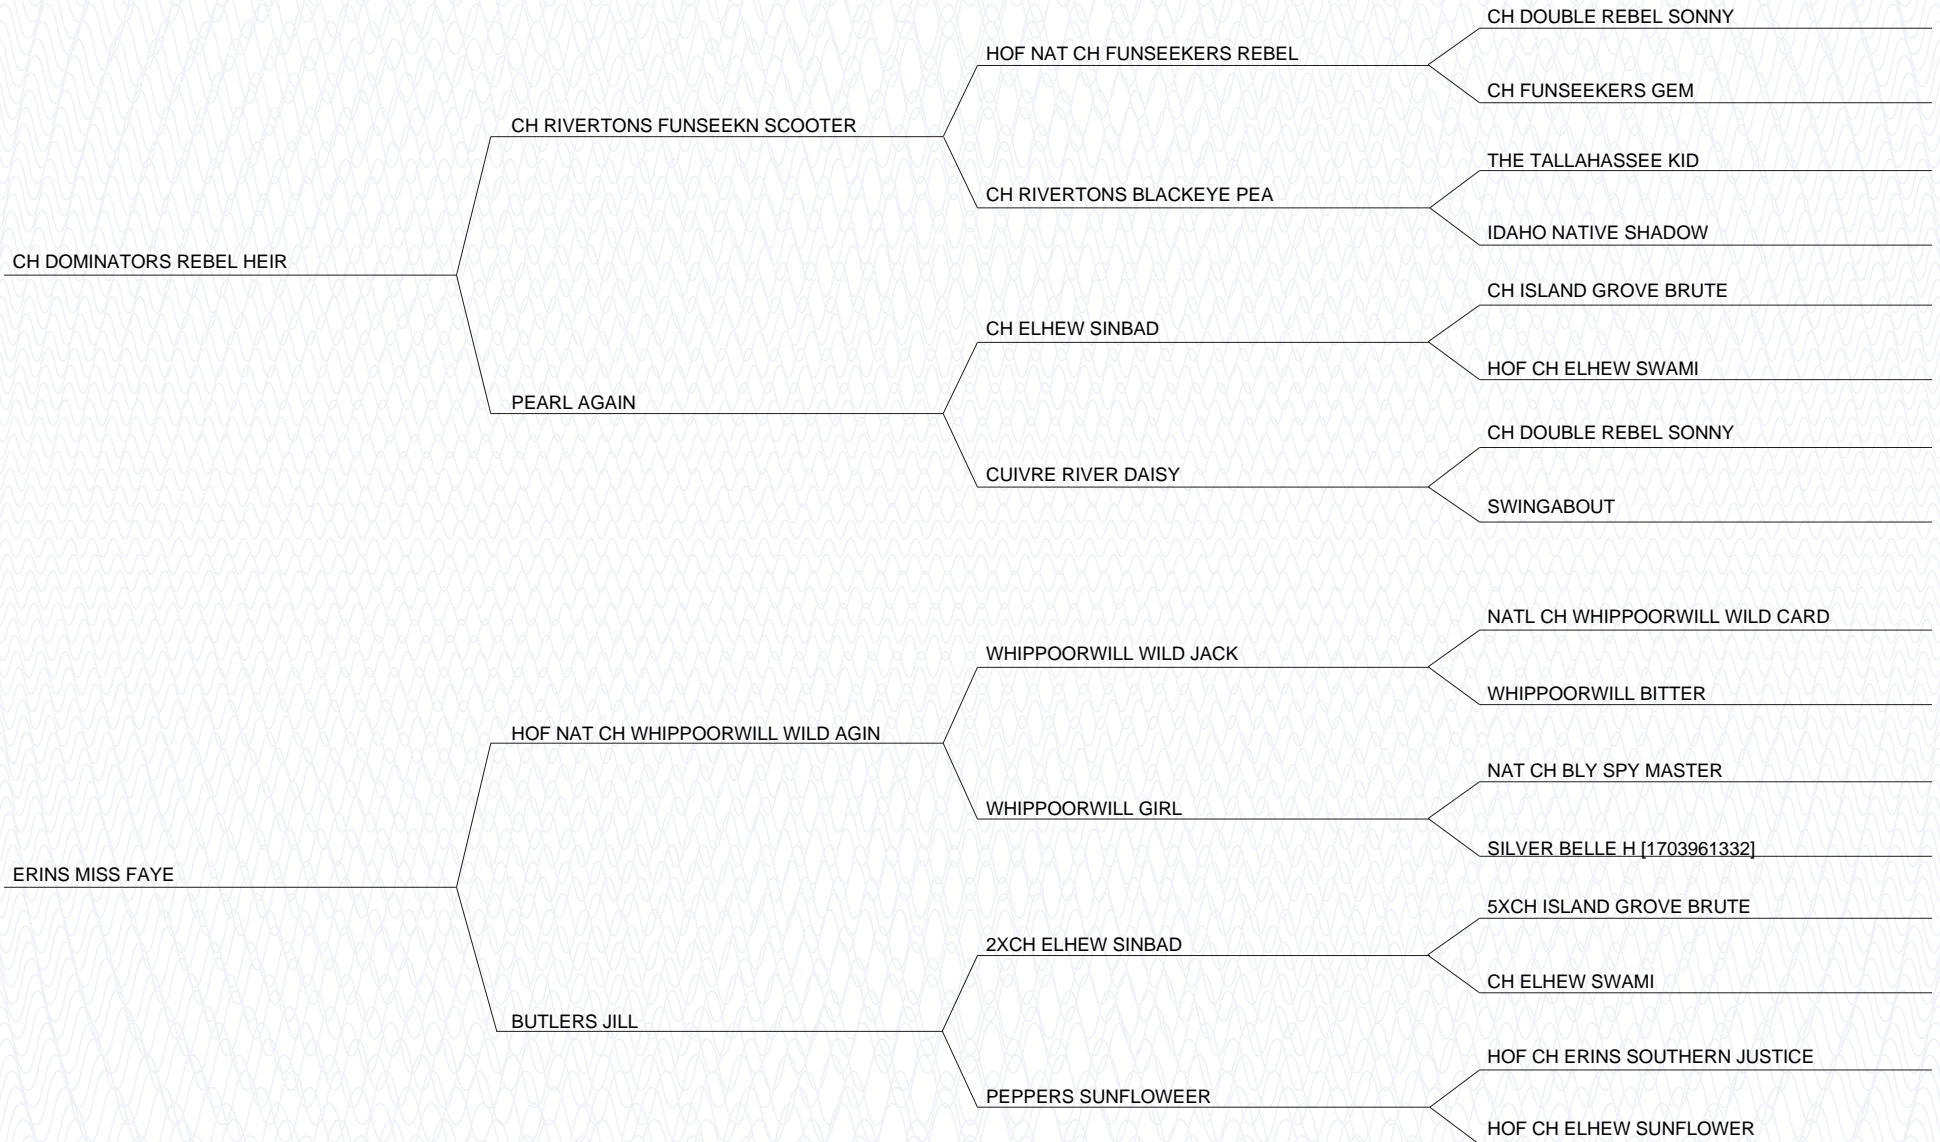 CH DOUBLE REBEL SONNY
HOF NAT CH FUNSEEKERS REBEL
CH FUNSEEKERS GEM
CH RIVERTONS FUNSEEKN SCOOTER
THE TALLAHASSEE KID
CH RIVERTONS BLACKEYE PEA
IDAHO NATIVE SHADOW
CH DOMINATORS REBEL HEIR
CH ISLAND GROVE BRUTE
CH ELHEW SINBAD
HOF CH ELHEW SWAMI
PEARL AGAIN
CH DOUBLE REBEL SONNY
CUIVRE RIVER DAISY
SWINGABOUT
NATL CH WHIPPOORWILL WILD CARD
WHIPPOORWILL WILD JACK
WHIPPOORWILL BITTER
HOF NAT CH WHIPPOORWILL WILD AGIN
NAT CH BLY SPY MASTER
WHIPPOORWILL GIRL
SILVER BELLE H [1703961332]
ERINS MISS FAYE
5XCH ISLAND GROVE BRUTE
2XCH ELHEW SINBAD
CH ELHEW SWAMI
BUTLERS JILL
HOF CH ERINS SOUTHERN JUSTICE
PEPPERS SUNFLOWEER
HOF CH ELHEW SUNFLOWER